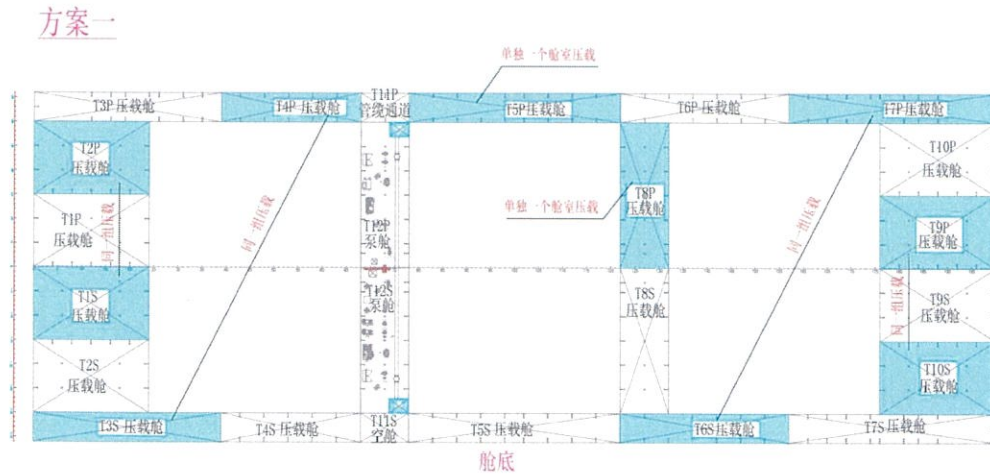 方案一
单独一个舱室压载
T3P 压载舱
T4P 压载舱
T14P
管缆通道
T5P压载舱
T6P 压载舱
T7P 压载舱
T2P
压载舱
T10P
压载舱
同一组压载
同一组压载
T8P
压载舱
单独一个舱室压载
同一组压载
T1P
压载舱
T12P
泵舱
T9P
压载舱
T1S
压载舱
T12S
泵舱
T8S
压载舱
T9S
压载舱
同一组压载
T2S
压载舱
T10S
压载舱
T3S 压载舱
T4S 压载舱
T11S
空舱
T5S 压载舱
T6S压载舱
T7S 压载舱
舱底